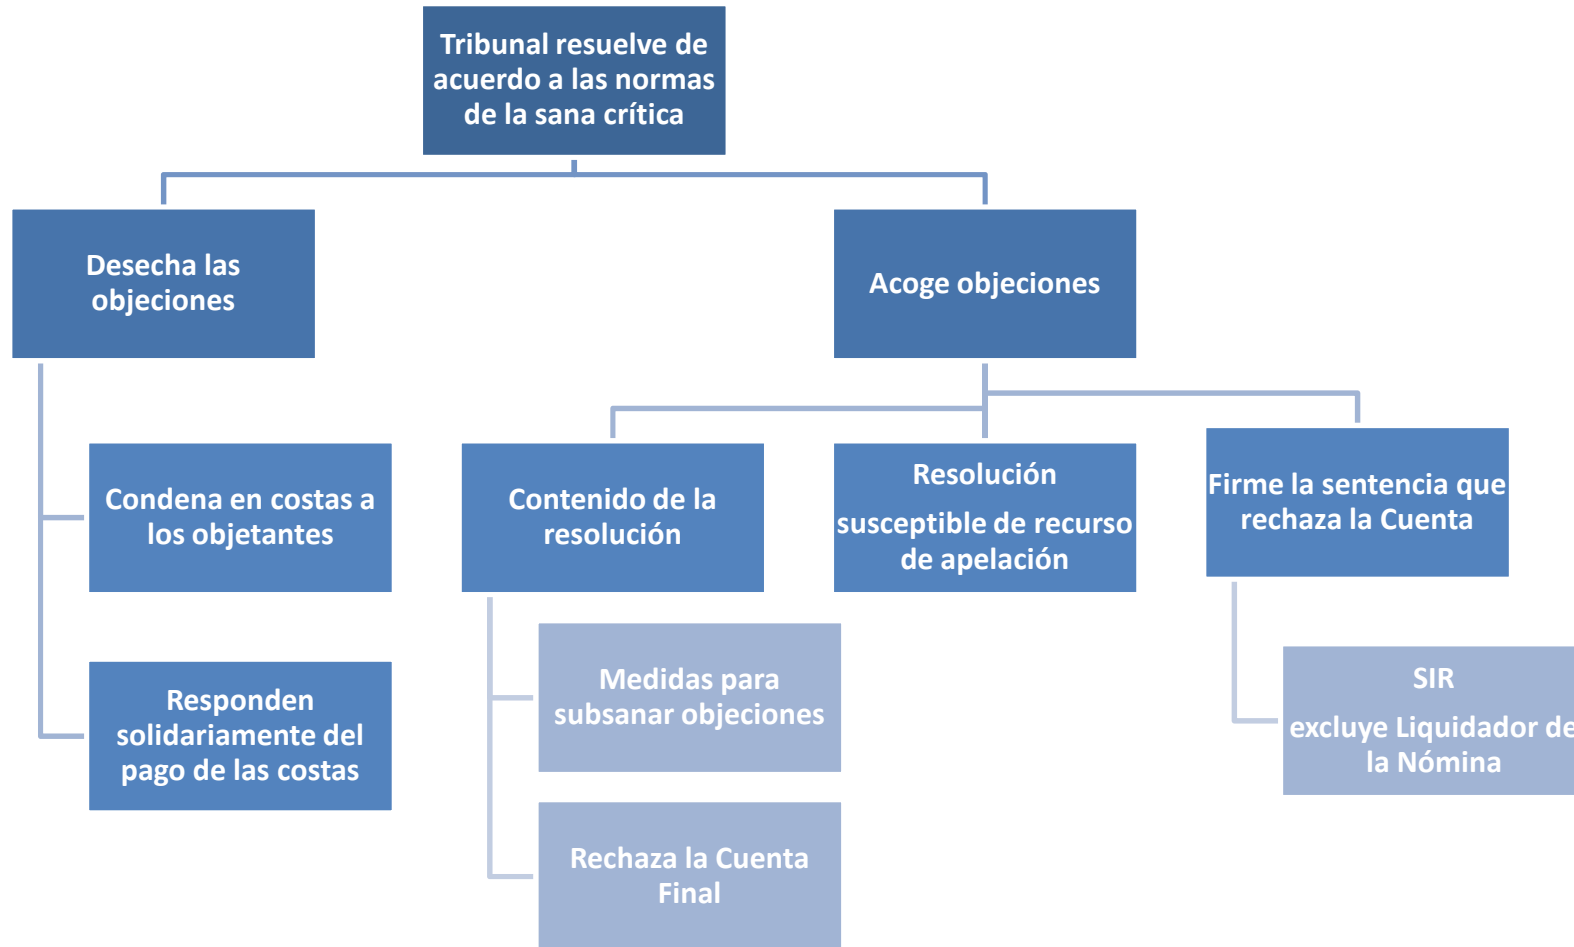 Tribunal resuelve de
acuerdo a las normas
de la sana crítica
Desecha las
objeciones
Acoge objeciones
Condena en costas a
los objetantes
Responden
solidariamente del
pago de las costas
Contenido de la
resolución
Medidas para
subsanar objeciones
Rechaza la Cuenta
Final
Resolución
susceptible de recurso
de apelación
Firme la sentencia que
rechaza la Cuenta
SIR
excluye Liquidador de
la Nómina